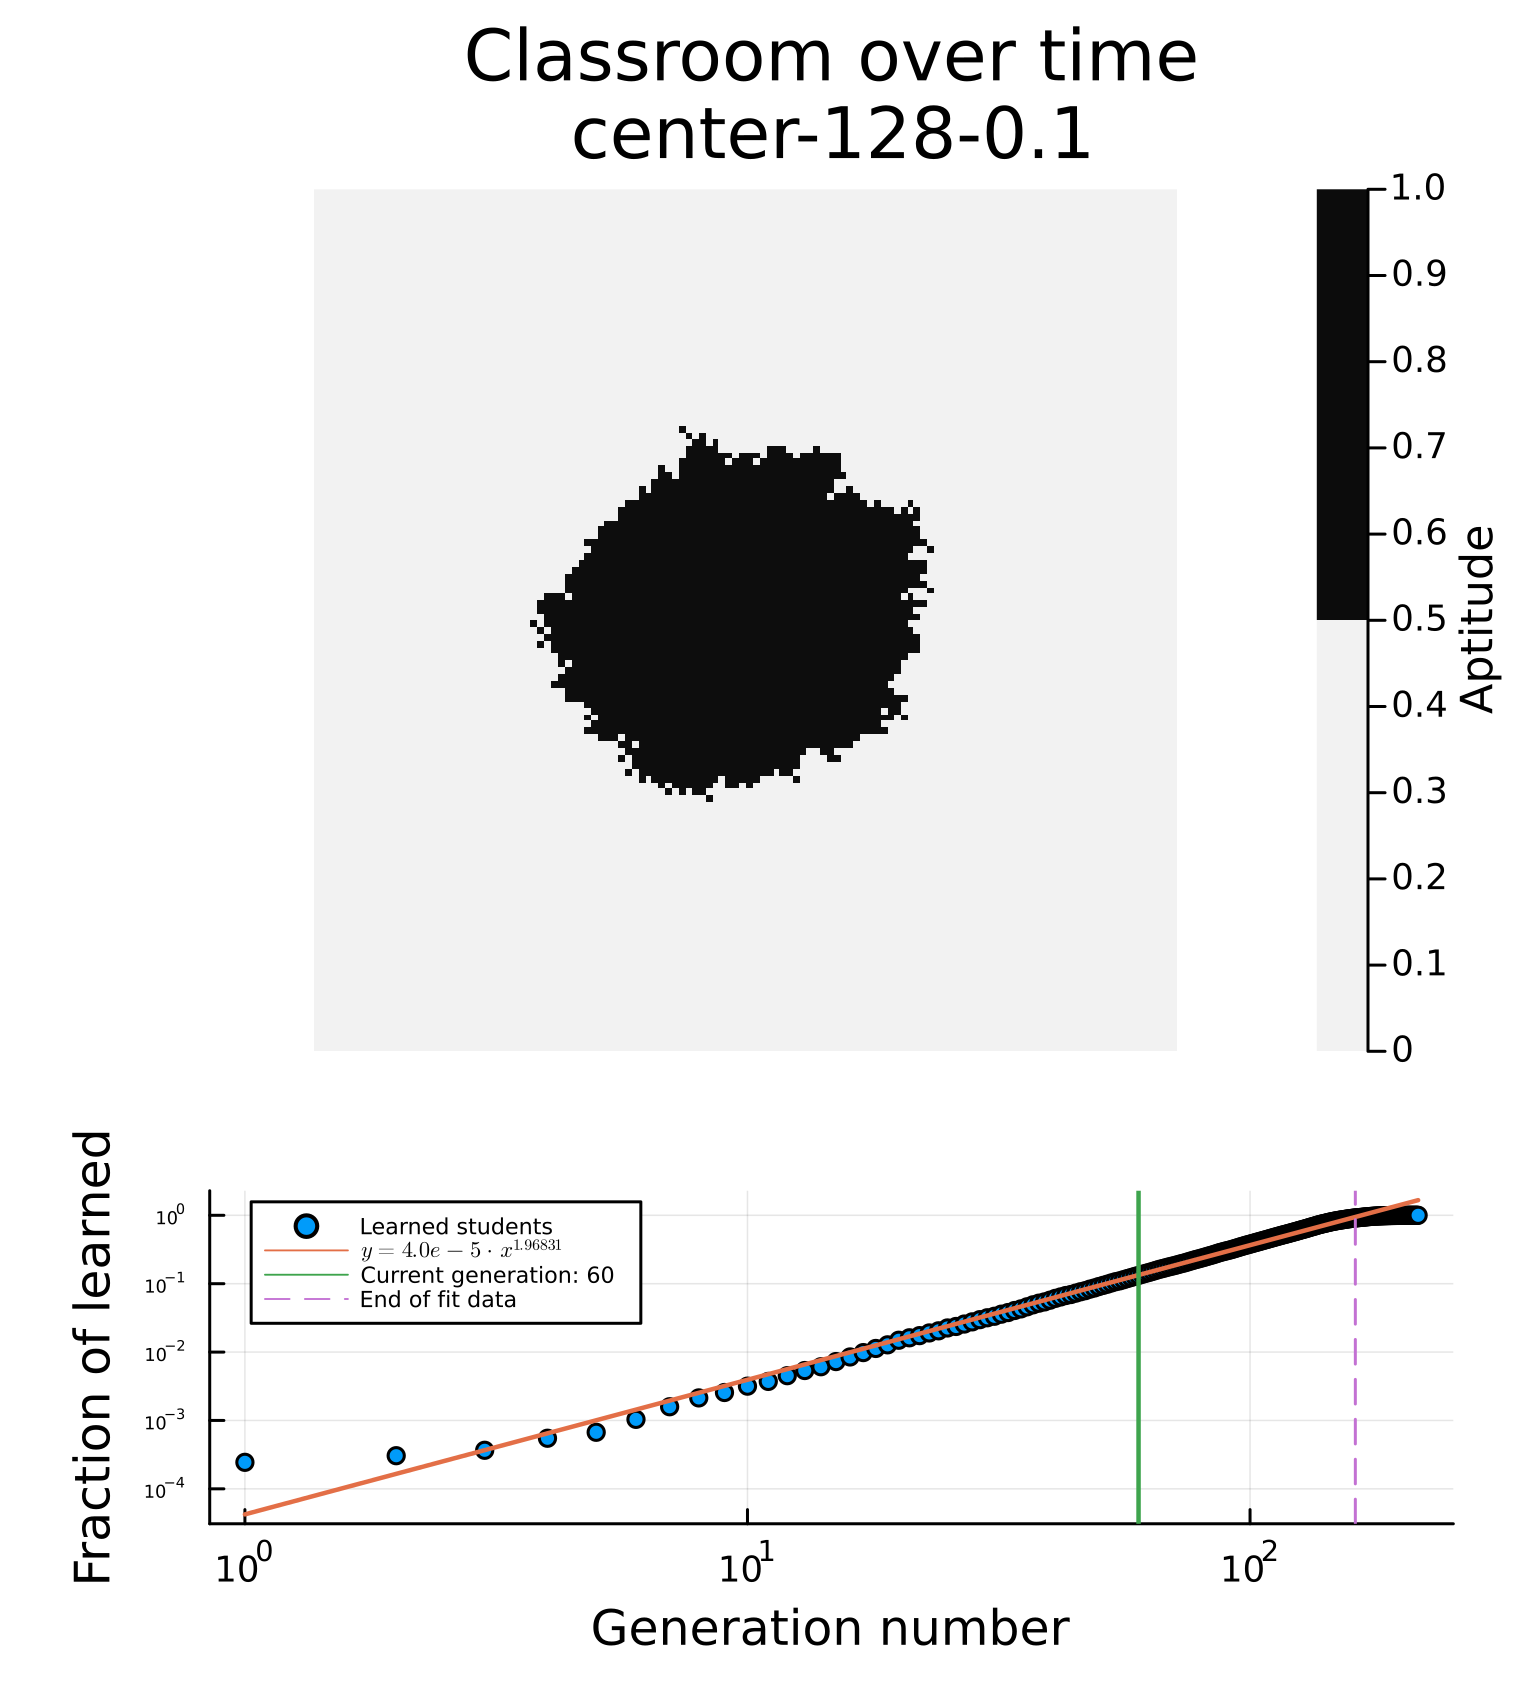 Classroom over time
center-128-0.1
1.0
0.9
0.8
0.7
0.6
0.5
0.4
0.3
0.2
0.1
0
Aptitude
Fraction of learned
10⁰
10⁻¹
10⁻²
10⁻³
10⁻⁴
Learned students
y = 4.0e − 5 · x^1.96831
Current generation: 60
End of fit data
10⁰
10¹
10²
Generation number